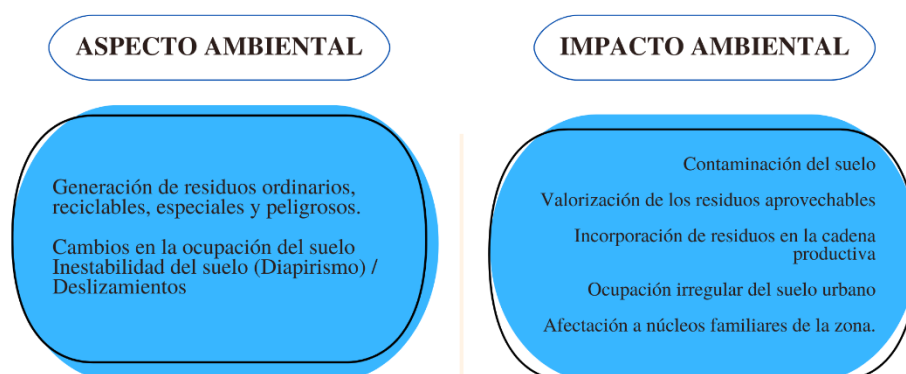 ASPECTO AMBIENTAL
Generación de residuos ordinarios,
reciclables, especiales y peligrosos.
Cambios en la ocupación del suelo
Inestabilidad del suelo (Diapirismo) /
Deslizamientos
IMPACTO AMBIENTAL
Contaminación del suelo
Valorización de los residuos aprovechables
Incorporación de residuos en la cadena
productiva
Ocupación irregular del suelo urbano
Afectación a núcleos familiares de la zona.